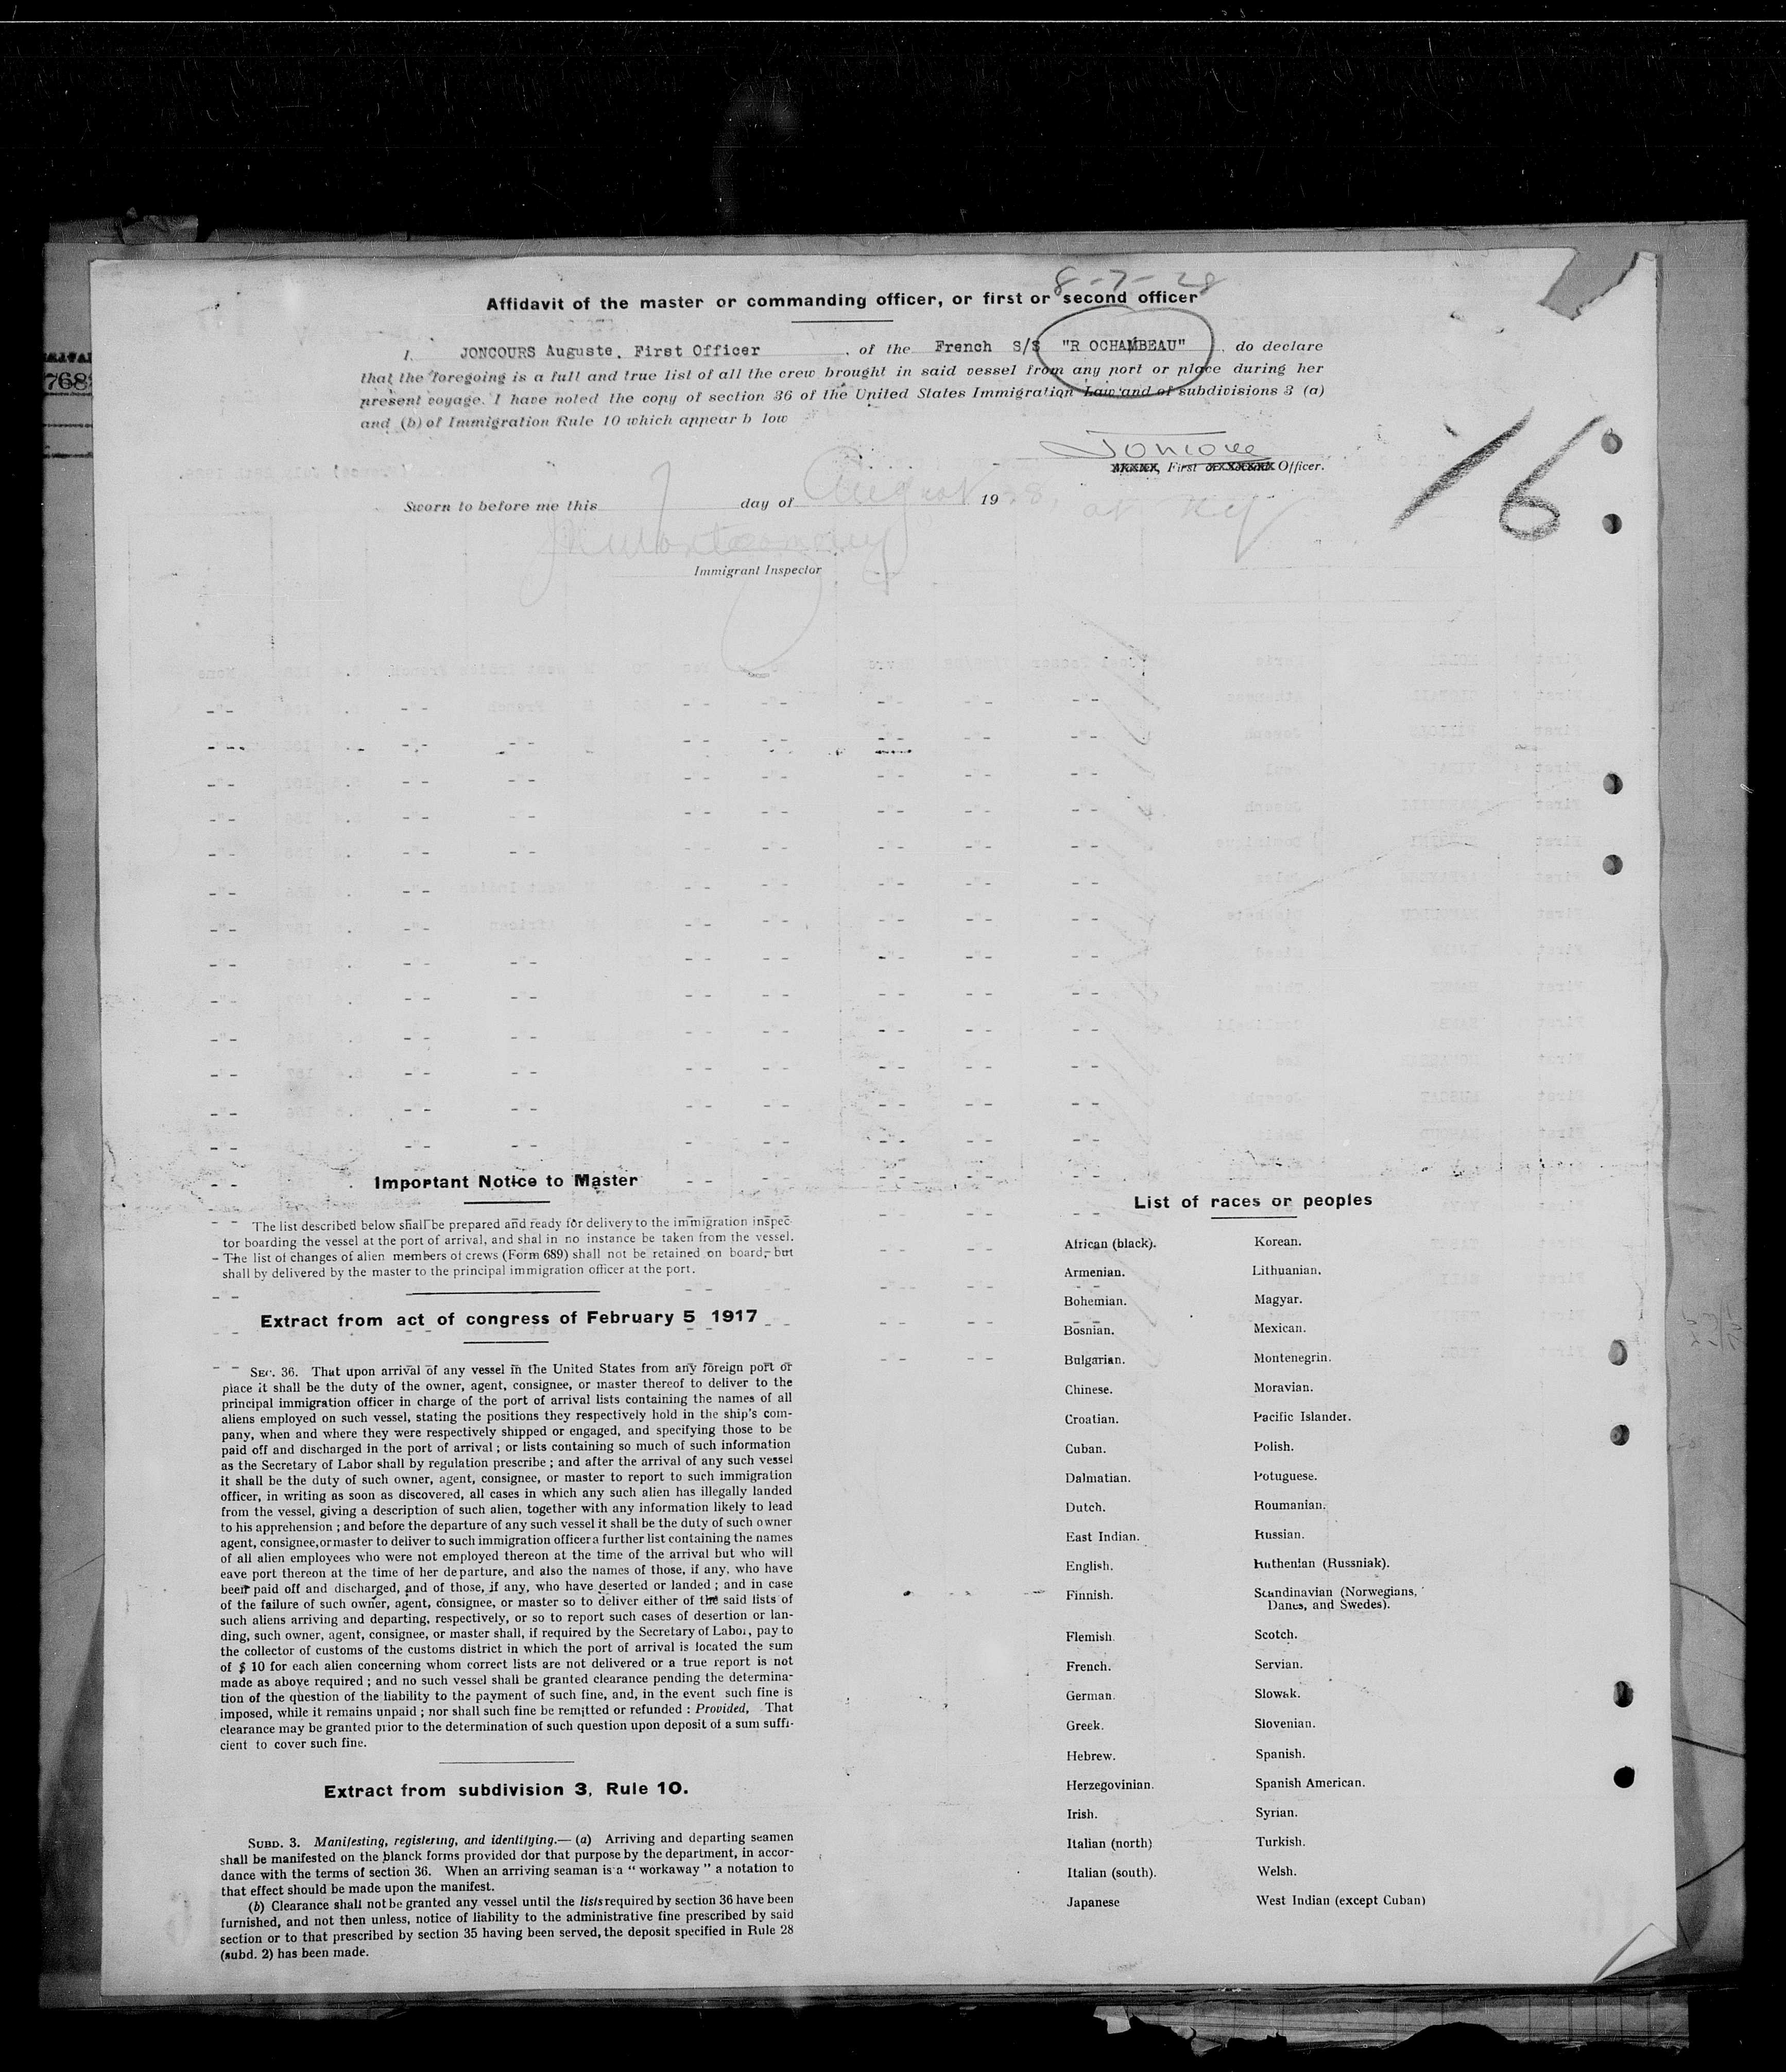 8-7-28
Affidavit of the master or commanding officer, or first or second officer
I. JONCOURS Auguste, First Officer , of the French S/S "R OCHAMBEAU" , do declare
that the foregoing is a full and true list of all the crew brought in said vessel from any port or place during her
present voyage. I have noted the copy of section 36 of the United States Immigration Law and of subdivisions 3 (a)
and (b) of Immigration Rule 10 which appear b low
First Officer.
16
Sworn to before me this 7 day of August 1928, at NY
Immigrant Inspector
Important Notice to Master
The list described below shall be prepared and ready for delivery to the immigration inspec-
tor boarding the vessel at the port of arrival, and shal in no instance be taken from the vessel.
The list of changes of alien members of crews (Form 689) shall not be retained on board, but
shall by delivered by the master to the principal immigration officer at the port.
Extract from act of congress of February 5 1917
SEC. 36. That upon arrival of any vessel in the United States from any foreign port or
place it shall be the duty of the owner, agent, consignee, or master thereof to deliver to the
principal immigration officer in charge of the port of arrival lists containing the names of all
aliens employed on such vessel, stating the positions they respectively hold in the ship's com-
pany, when and where they were respectively shipped or engaged, and specifying those to be
paid off and discharged in the port of arrival ; or lists containing so much of such information
as the Secretary of Labor shall by regulation prescribe ; and after the arrival of any such vessel
it shall be the duty of such owner, agent, consignee, or master to report to such immigration
officer, in writing as soon as discovered, all cases in which any such alien has illegally landed
from the vessel, giving a description of such alien, together with any information likely to lead
to his apprehension ; and before the departure of any such vessel it shall be the duty of such owner
agent, consignee, or master to deliver to such immigration officer a further list containing the names
of all alien employees who were not employed thereon at the time of the arrival but who will
eave port thereon at the time of her departure, and also the names of those, if any, who have
been paid off and discharged, and of those, if any, who have deserted or landed ; and in case
of the failure of such owner, agent, consignee, or master so to deliver either of the said lists of
such aliens arriving and departing, respectively, or so to report such cases of desertion or lan-
ding, such owner, agent, consignee, or master shall, if required by the Secretary of Labor, pay to
the collector of customs of the customs district in which the port of arrival is located the sum
of $ 10 for each alien concerning whom correct lists are not delivered or a true report is not
made as above required ; and no such vessel shall be granted clearance pending the determina-
tion of the question of the liability to the payment of such fine, and, in the event such fine is
imposed, while it remains unpaid ; nor shall such fine be remitted or refunded : Provided, That
clearance may be granted prior to the determination of such question upon deposit of a sum suffi-
cient to cover such fine.
Extract from subdivision 3, Rule 10.
SUBD. 3. Manifesting, registering, and identifying.— (a) Arriving and departing seamen
shall be manifested on the blanck forms provided dor that purpose by the department, in accor-
dance with the terms of section 36. When an arriving seaman is a " workaway " a notation to
that effect should be made upon the manifest.
(b) Clearance shall not be granted any vessel until the lists required by section 36 have been
furnished, and not then unless, notice of liability to the administrative fine prescribed by said
section or to that prescribed by section 35 having been served, the deposit specified in Rule 28
(subd. 2) has been made.
List of races or peoples
African (black).
Armenian.
Bohemian.
Bosnian.
Bulgarian.
Chinese.
Croatian.
Cuban.
Dalmatian.
Dutch.
East Indian.
English.
Finnish.
Flemish.
French.
German.
Greek.
Hebrew.
Herzegovinian.
Irish.
Italian (north)
Italian (south).
Japanese
Korean.
Lithuanian.
Magyar.
Mexican.
Montenegrin.
Moravian.
Pacific Islander.
Polish.
Potuguese.
Roumanian.
Russian.
Ruthenian (Russniak).
Scandinavian (Norwegians,
Danes, and Swedes).
Scotch.
Servian.
Slowak.
Slovenian.
Spanish.
Spanish American.
Syrian.
Turkish.
Welsh.
West Indian (except Cuban)